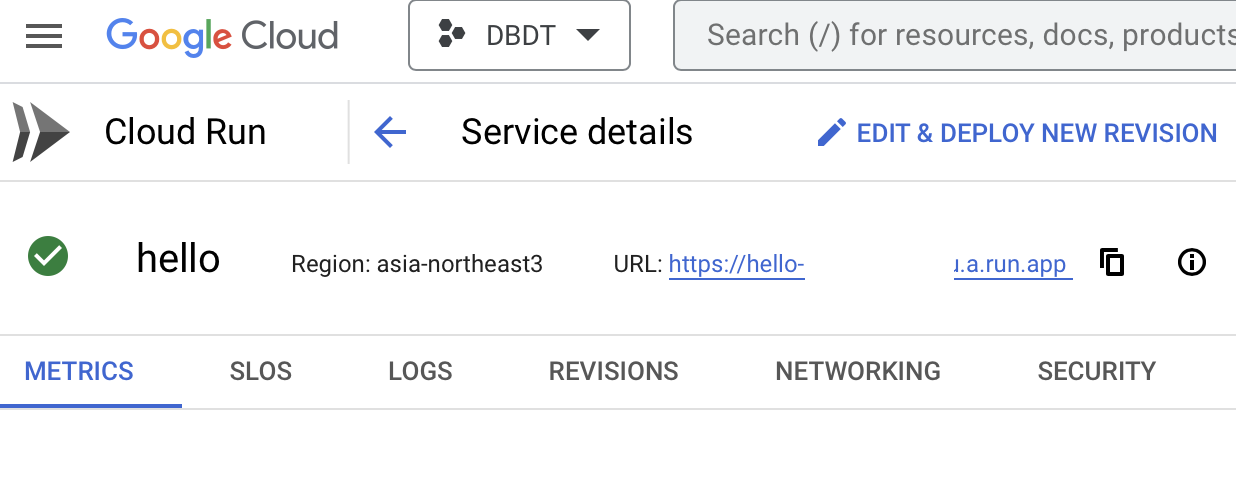 Google Cloud DBDT Search (/) for resources, docs, products
Cloud Run Service details EDIT & DEPLOY NEW REVISION
hello Region: asia-northeast3 URL: https://hello- .a.run.app
METRICS SLOS LOGS REVISIONS NETWORKING SECURITY